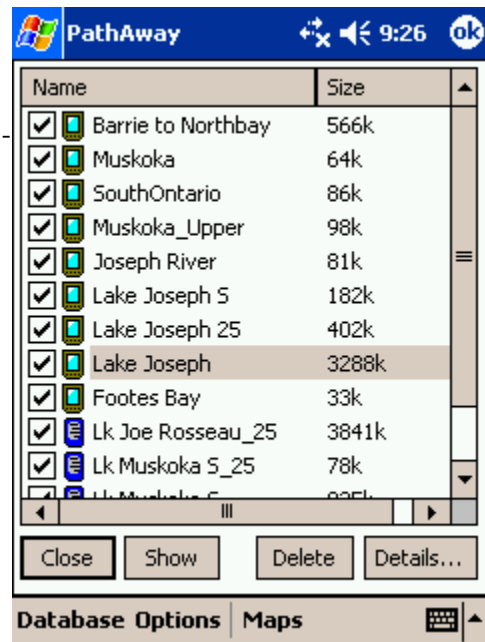 PathAway 9:26 ok
Name Size
Barrie to Northbay 566k
Muskoka 64k
SouthOntario 86k
Muskoka_Upper 98k
Joseph River 81k
Lake Joseph S 182k
Lake Joseph 25 402k
Lake Joseph 3288k
Footes Bay 33k
Lk Joe Rosseau_25 3841k
Lk Muskoka S_25 78k
Close Show Delete Details...
Database Options Maps